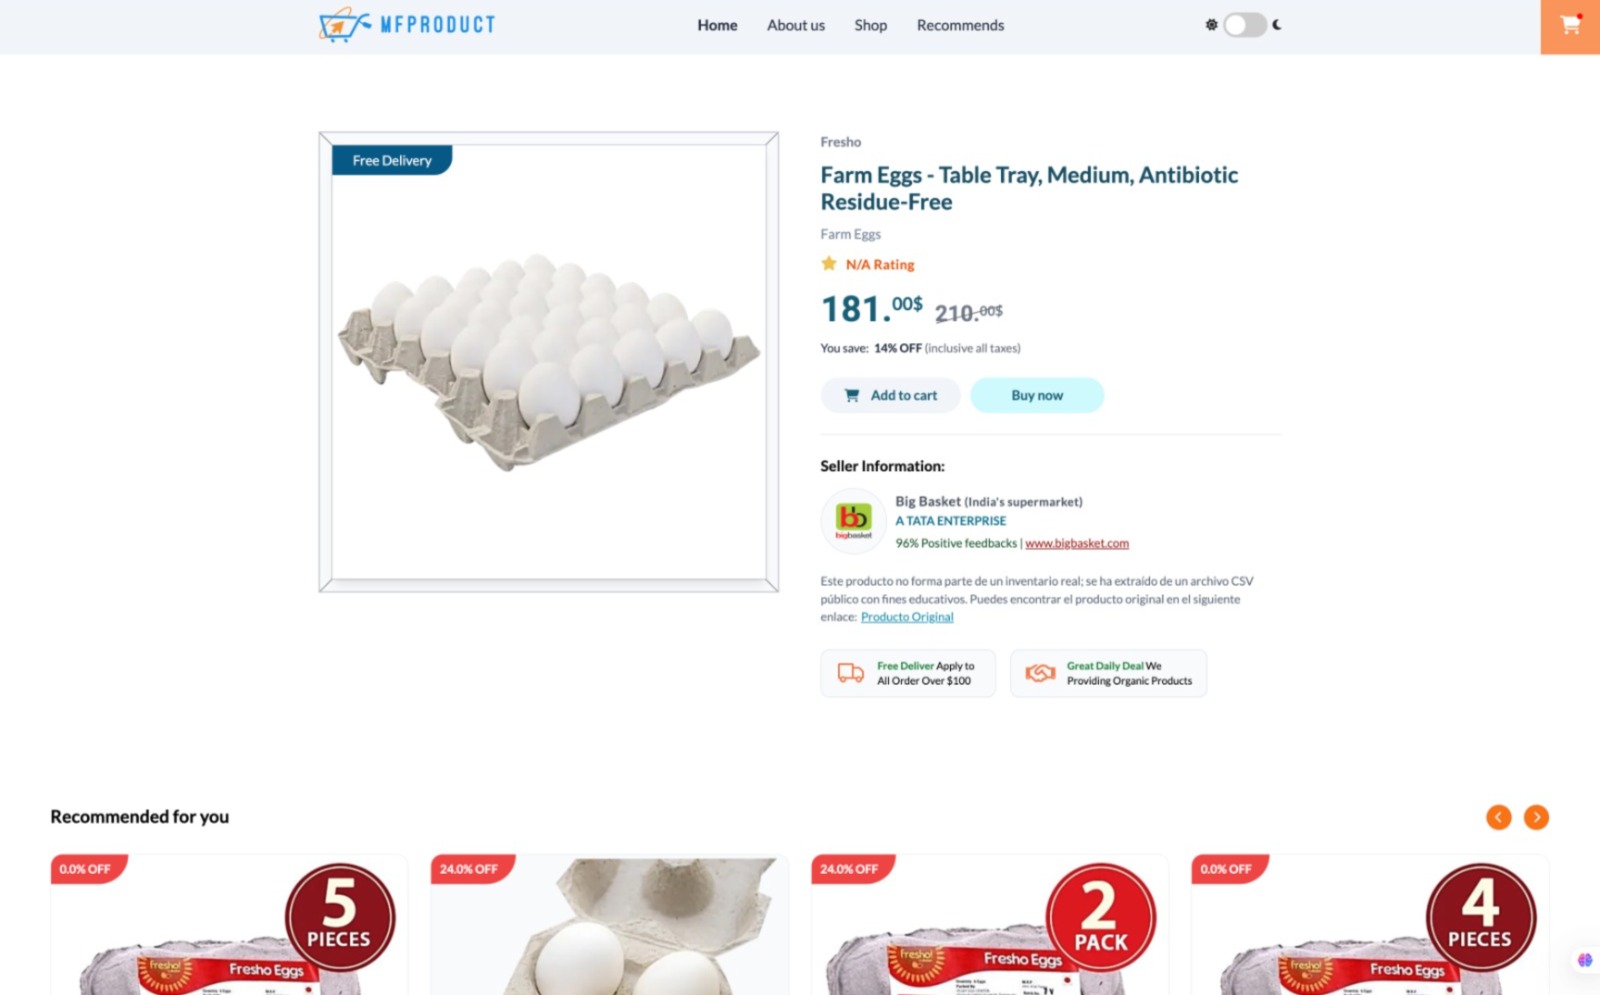 MFPRODUCT
Home
About us
Shop
Recommends
Free Delivery
Fresho
Farm Eggs - Table Tray, Medium, Antibiotic
Residue-Free
Farm Eggs
N/A Rating
181.00$ 210.00$
You save: 14% OFF (inclusive all taxes)
Add to cart
Buy now
Seller Information:
bb
bigbasket
Big Basket (India's supermarket)
A TATA ENTERPRISE
96% Positive feedbacks | www.bigbasket.com
Este producto no forma parte de un inventario real; se ha extraído de un archivo CSV
público con fines educativos. Puedes encontrar el producto original en el siguiente
enlace: Producto Original
Free Deliver Apply to
All Order Over $100
Great Daily Deal We
Providing Organic Products
Recommended for you
0.0% OFF
5
PIECES
fresho!
Fresho Eggs
24.0% OFF
24.0% OFF
2
PACK
fresho!
Fresho Eggs
0.0% OFF
4
PIECES
fresho!
Fresho Eggs